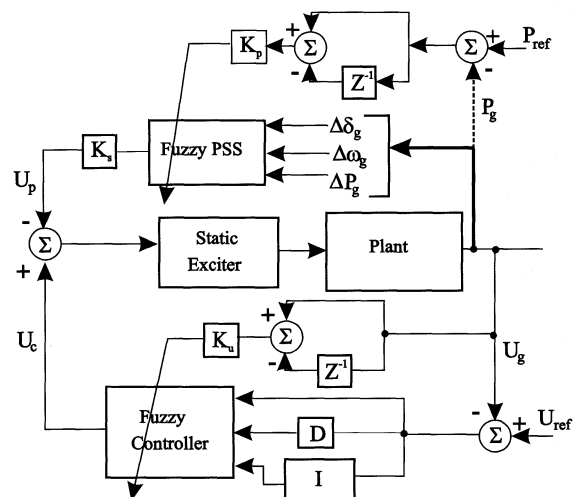 +
K_p
+
Σ
-
Z⁻¹
Σ
+
-
P_ref
P_g
Fuzzy PSS
Δδ_g
Δω_g
ΔP_g
K_s
U_p
-
Σ
+
Static
Exciter
Plant
U_c
K_u
+
Σ
-
Z⁻¹
U_g
Fuzzy
Controller
D
I
-
Σ
+
U_ref